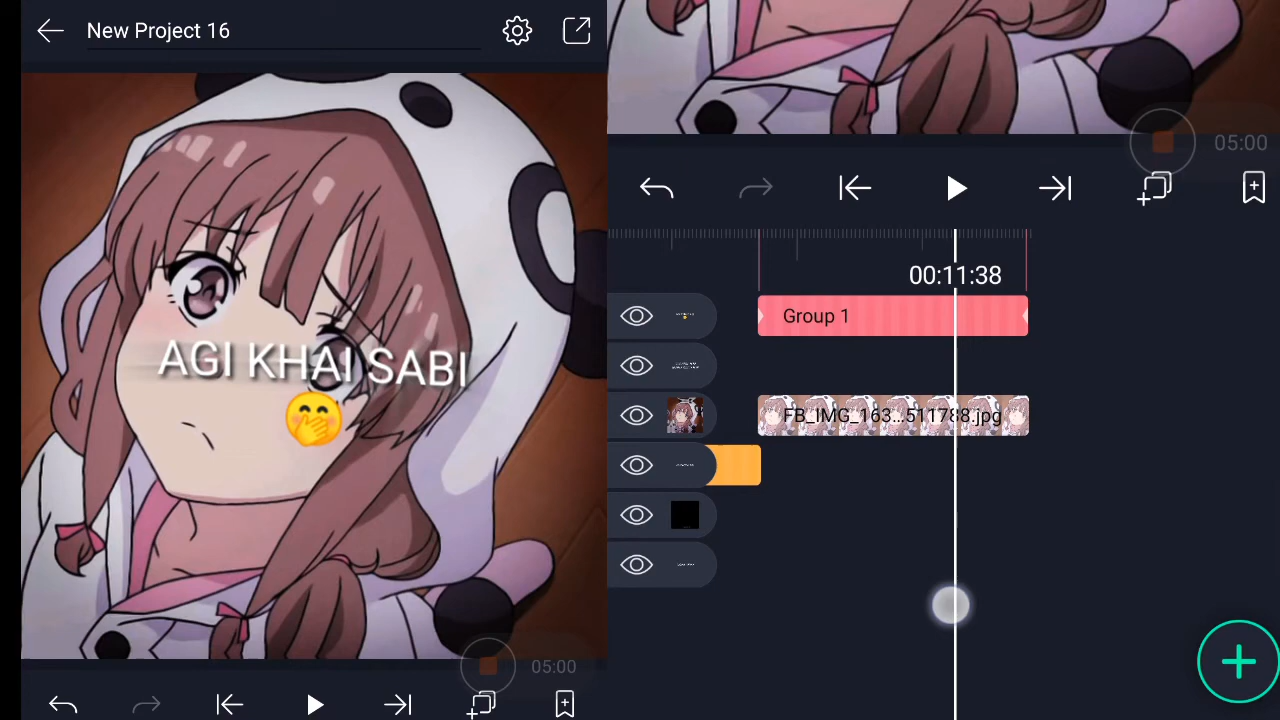 New Project 16
AGI KHAI SABI
05:00
05:00
00:11:38
Group 1
FB_IMG_163...511788.jpg